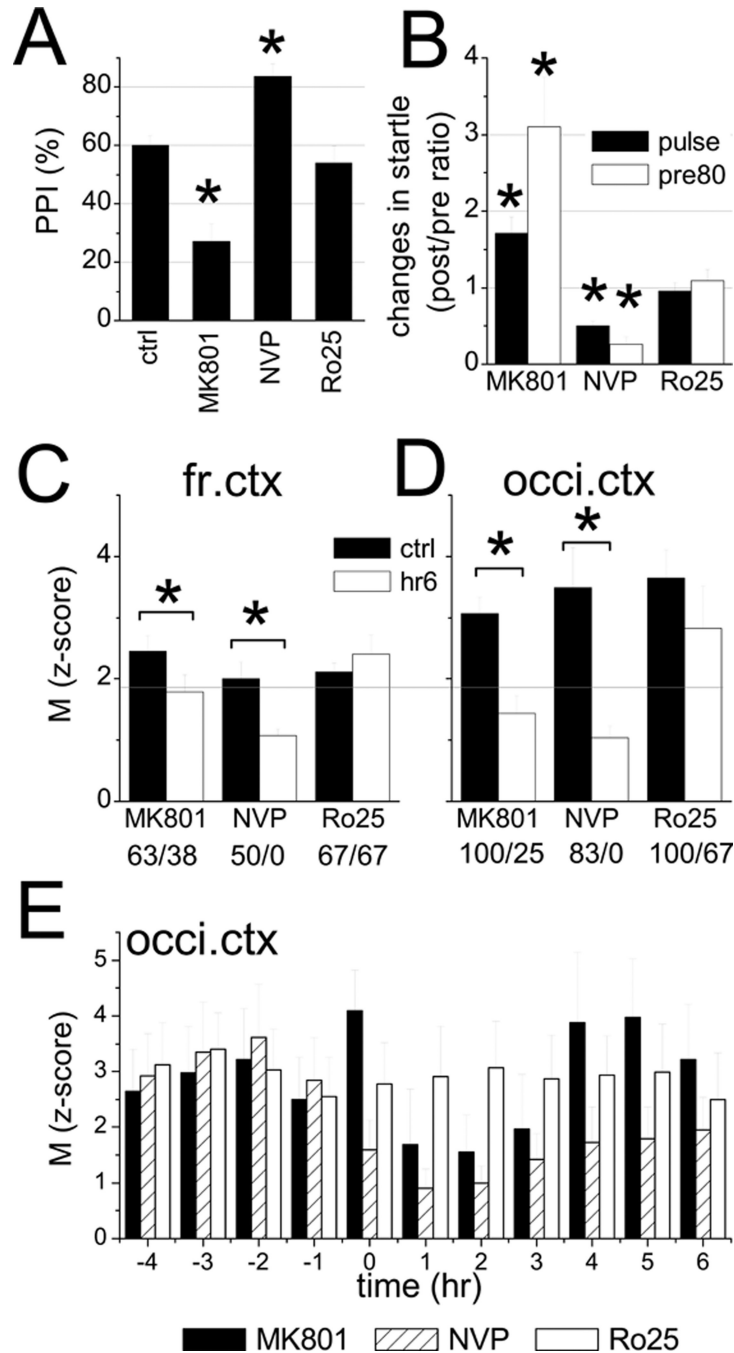 A
PPI (%)
80
60
40
20
0
*
*
ctrl
MK801
NVP
Ro25
B
changes in startle
(post/pre ratio)
4
3
2
1
0
*
*
*
*
pulse
pre80
MK801 NVP Ro25
C
fr.ctx
M (z-score)
4
2
0
*
*
ctrl
hr6
MK801 NVP Ro25
63/38 50/0 67/67
D
occi.ctx
*
*
MK801 NVP Ro25
100/25 83/0 100/67
E
occi.ctx
M (z-score)
5
4
3
2
1
0
-4 -3 -2 -1 0 1 2 3 4 5 6
time (hr)
MK801 NVP Ro25